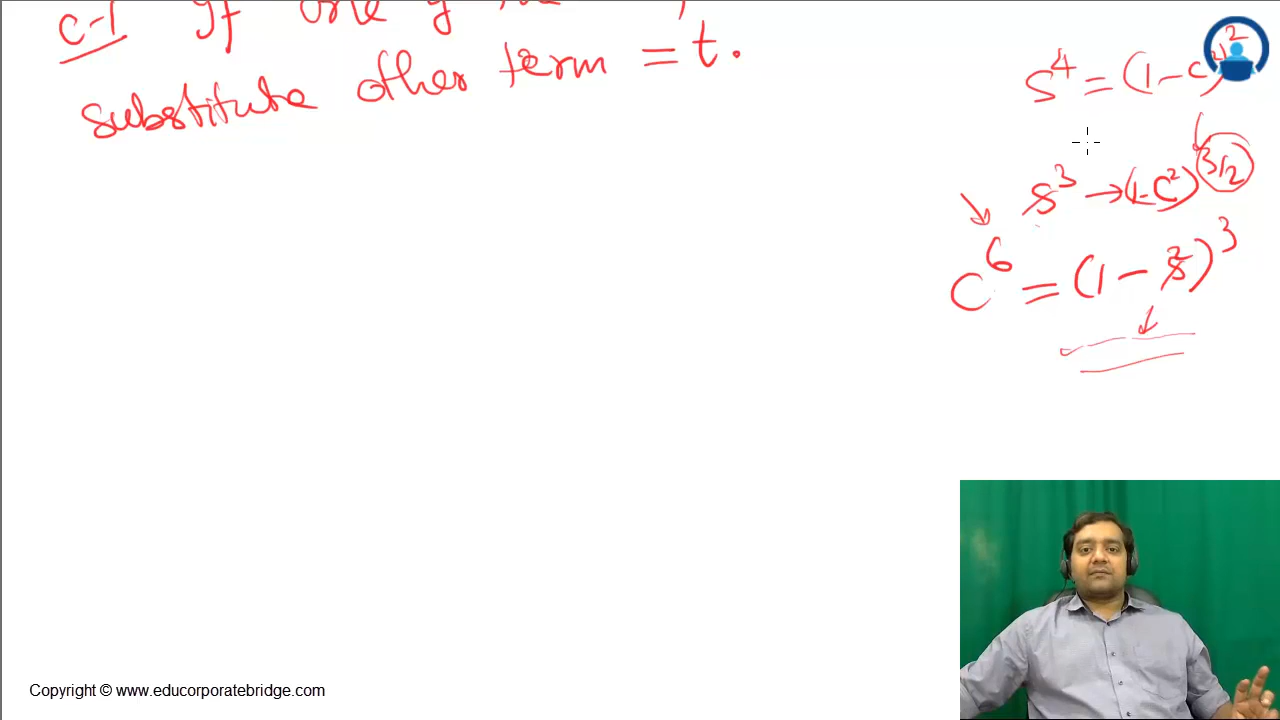 C-1 If one
substitute other term = t.
S⁴ = (1 - C²)²
S³ → (1-C²)^3/2
C⁶ = (1 - S²)³
Copyright © www.educorporatebridge.com